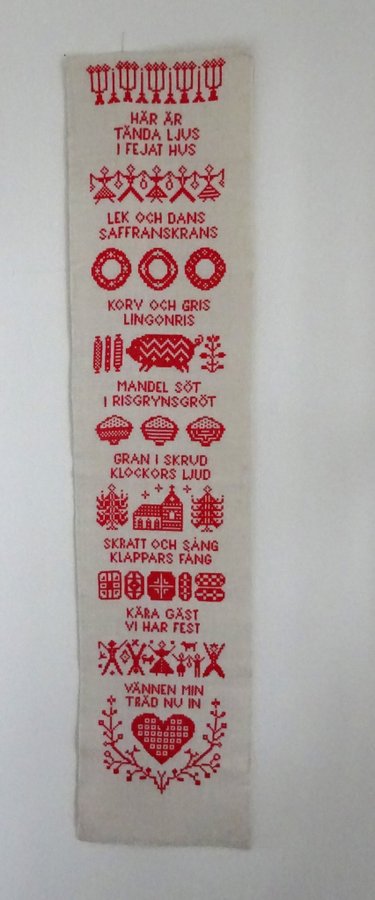 HÄR ÄR
TÄNDA LJUS
I FEJAT HUS
LEK OCH DANS
SAFFRANSKRANS
KORV OCH GRIS
LINGONRIS
MANDEL SÖT
I RISGRYNSGRÖT
GRAN I SKRUD
KLOCKORS LJUD
SKRATT OCH SÅNG
KLAPPARS FÅNG
KÄRA GÄST
VI HAR FEST
VÄNNEN MIN
TRÄD NU IN